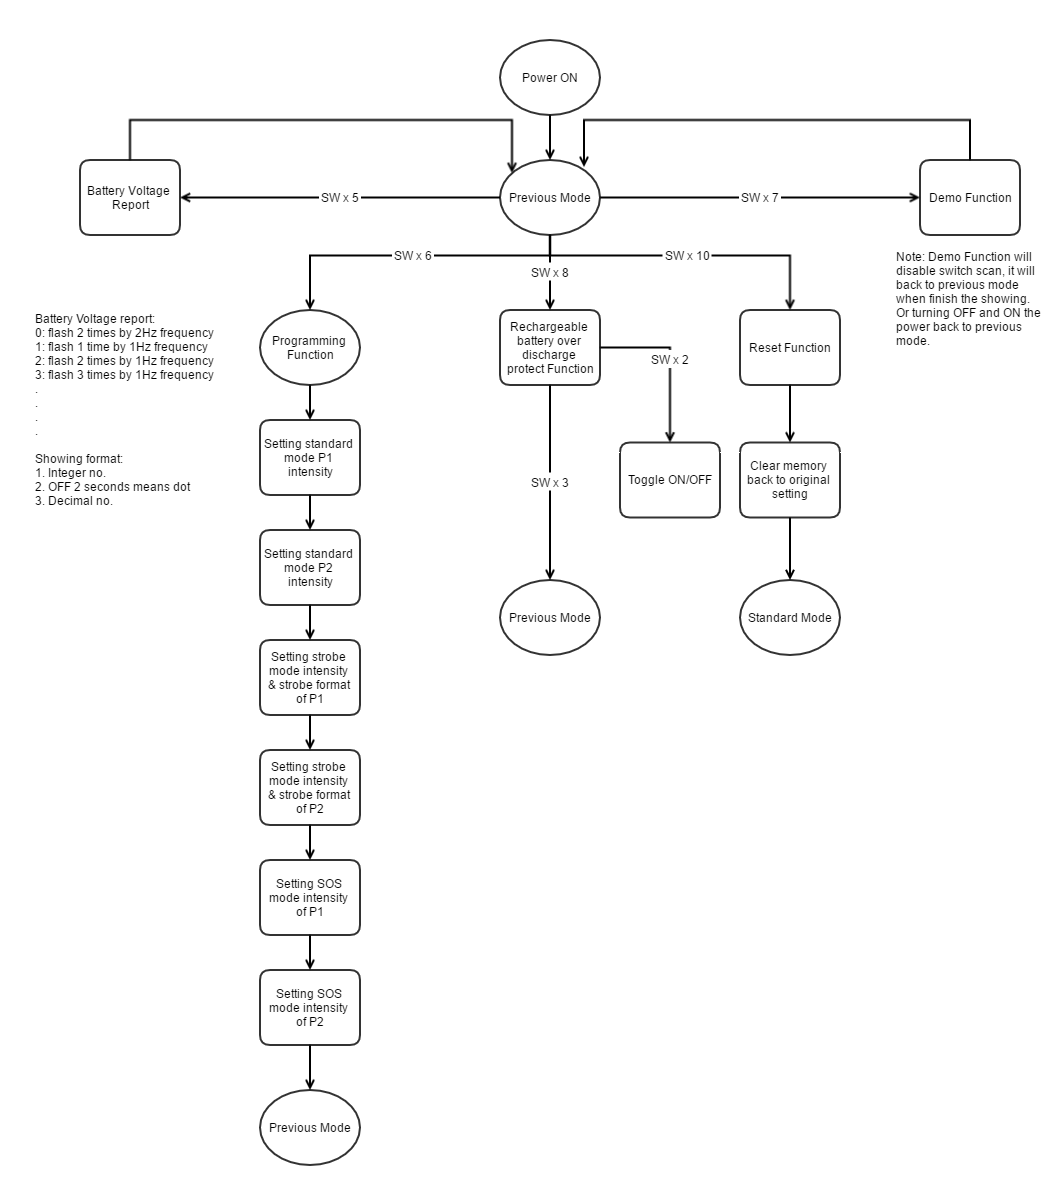 Power ON
Battery Voltage
Report
SW x 5
Previous Mode
SW x 7
Demo Function
Note: Demo Function will
disable switch scan, it will
back to previous mode
when finish the showing.
Or turning OFF and ON the
power back to previous
mode.
SW x 6
SW x 8
SW x 10
Battery Voltage report:
0: flash 2 times by 2Hz frequency
1: flash 1 time by 1Hz frequency
2: flash 2 times by 1Hz frequency
3: flash 3 times by 1Hz frequency
.
.
.
.
Showing format:
1. Integer no.
2. OFF 2 seconds means dot
3. Decimal no.
Programming
Function
Rechargeable
battery over
discharge
protect Function
SW x 2
Reset Function
Setting standard
mode P1
intensity
Toggle ON/OFF
Clear memory
back to original
setting
SW x 3
Setting standard
mode P2
intensity
Previous Mode
Standard Mode
Setting strobe
mode intensity
& strobe format
of P1
Setting strobe
mode intensity
& strobe format
of P2
Setting SOS
mode intensity
of P1
Setting SOS
mode intensity
of P2
Previous Mode